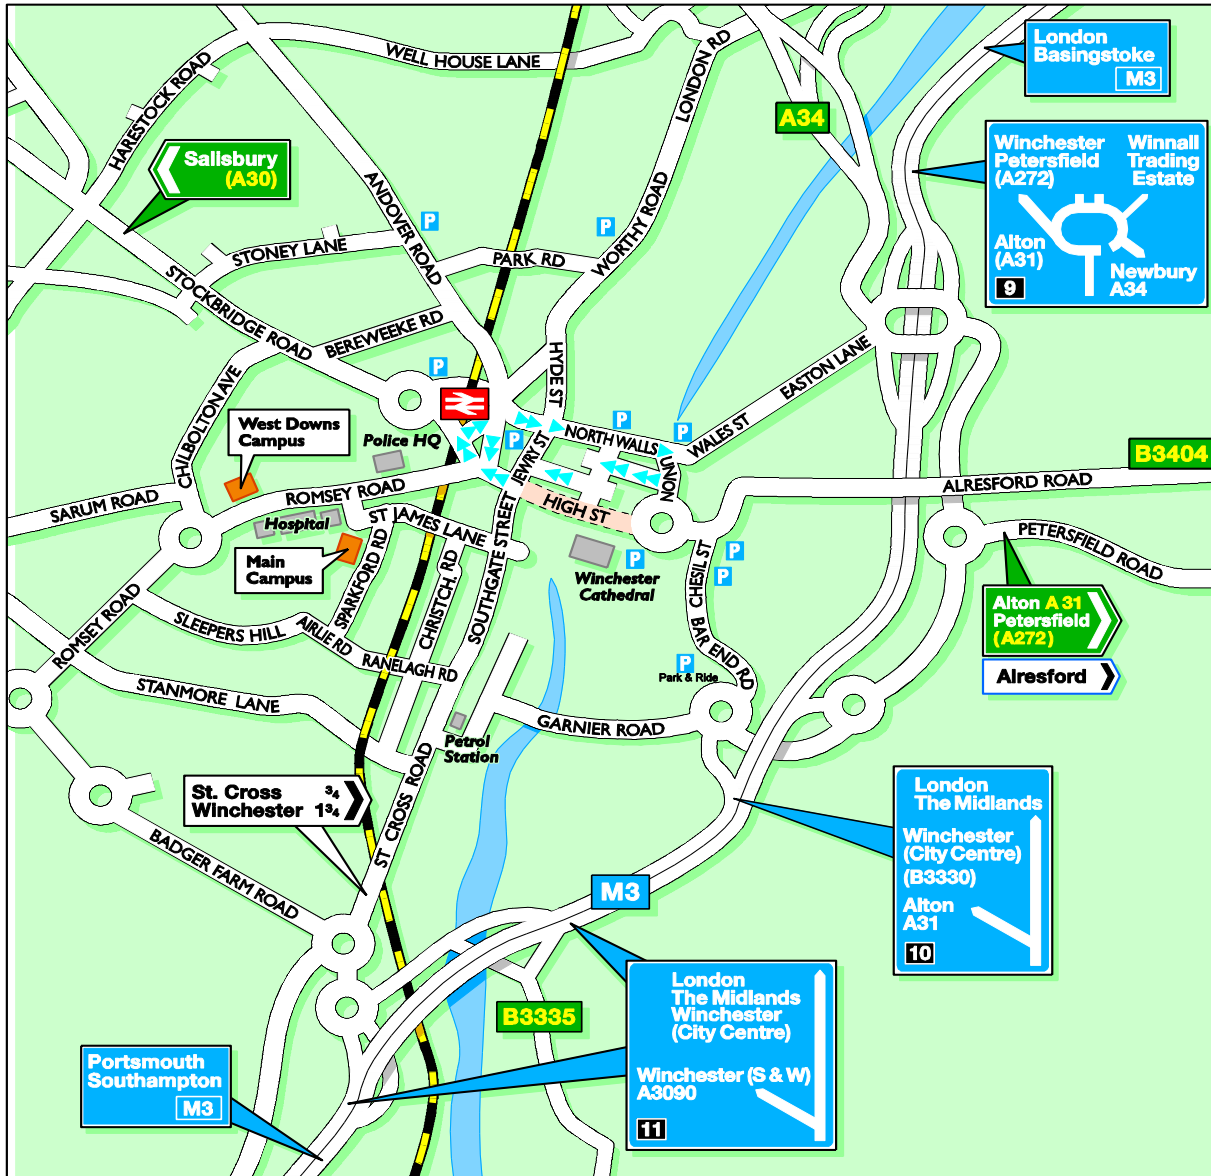 London
Basingstoke
M3
WELL HOUSE LANE
LONDON RD
HARESTOCK ROAD
A34
Winchester
Petersfield
(A272)
Winnall
Trading
Estate
Alton
(A31)
Newbury
A34
9
Salisbury
(A30)
ANDOVER ROAD
P
P
WORTHY ROAD
STONEY LANE
PARK RD
STOCKBRIDGE ROAD
BEREWEEKE RD
HYDE ST
EASTON LANE
P
CHILBOLTON AVE
West Downs
Campus
Police HQ
P
P
P
NORTH WALLS
WALES ST
JEWRY ST
UNION
B3404
ALRESFORD ROAD
SARUM ROAD
ROMSEY ROAD
HIGH ST
Hospital
ST JAMES LANE
PETERSFIELD ROAD
Main
Campus
SPARKFORD RD
CHRISTCH. RD
SOUTHGATE STREET
Winchester
Cathedral
P
P
P
CHESIL ST
Alton A 31
Petersfield
(A272)
Alresford
ROMSEY ROAD
SLEEPERS HILL
AIRLIE RD
RANELAGH RD
BAR END RD
P
Park & Ride
STANMORE LANE
GARNIER ROAD
Petrol
Station
St. Cross ¾
Winchester 1¾
ST CROSS ROAD
BADGER FARM ROAD
London
The Midlands
Winchester
(City Centre)
(B3330)
Alton
A31
10
M3
B3335
London
The Midlands
Winchester
(City Centre)
Winchester (S & W)
A3090
11
Portsmouth
Southampton
M3